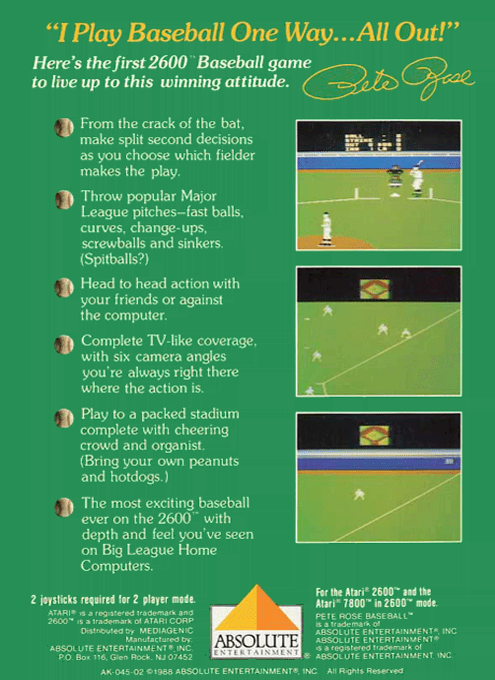 “I Play Baseball One Way...All Out!”
Here's the first 2600™ Baseball game
to live up to this winning attitude.
Pete Rose
From the crack of the bat,
make split second decisions
as you choose which fielder
makes the play.
Throw popular Major
League pitches—fast balls,
curves, change-ups,
screwballs and sinkers.
(Spitballs?)
Head to head action with
your friends or against
the computer.
Complete TV-like coverage,
with six camera angles
you're always right there
where the action is.
Play to a packed stadium
complete with cheering
crowd and organist.
(Bring your own peanuts
and hotdogs.)
The most exciting baseball
ever on the 2600™ with
depth and feel you've seen
on Big League Home
Computers.
BALL
STRIKE
OUT
INN
2 joysticks required for 2 player mode.
ATARI® is a registered trademark and
2600™ is a trademark of ATARI CORP
Distributed by MEDIAGENIC
Manufactured by:
ABSOLUTE ENTERTAINMENT®, INC.
P.O. Box 116, Glen Rock, NJ 07452
ABSOLUTE
ENTERTAINMENT®
For the Atari® 2600™ and the
Atari® 7800™ in 2600™ mode.
PETE ROSE BASEBALL™
is a trademark of
ABSOLUTE ENTERTAINMENT®, INC
ABSOLUTE ENTERTAINMENT®
is a registered trademark of
ABSOLUTE ENTERTAINMENT, INC.
AK-045-02 ©1988 ABSOLUTE ENTERTAINMENT®, INC. All Rights Reserved